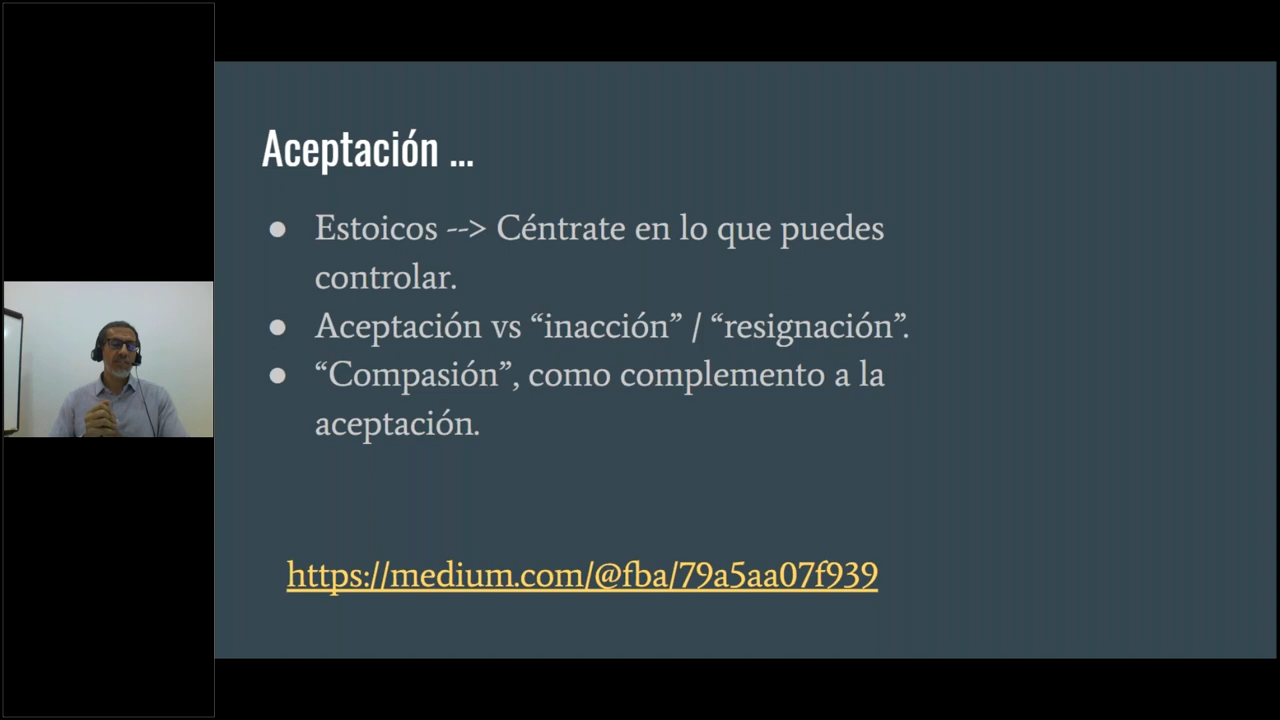 Aceptación ...
● Estoicos --> Céntrate en lo que puedes
controlar.
● Aceptación vs “inacción” / “resignación”.
● “Compasión”, como complemento a la
aceptación.
https://medium.com/@fba/79a5aa07f939